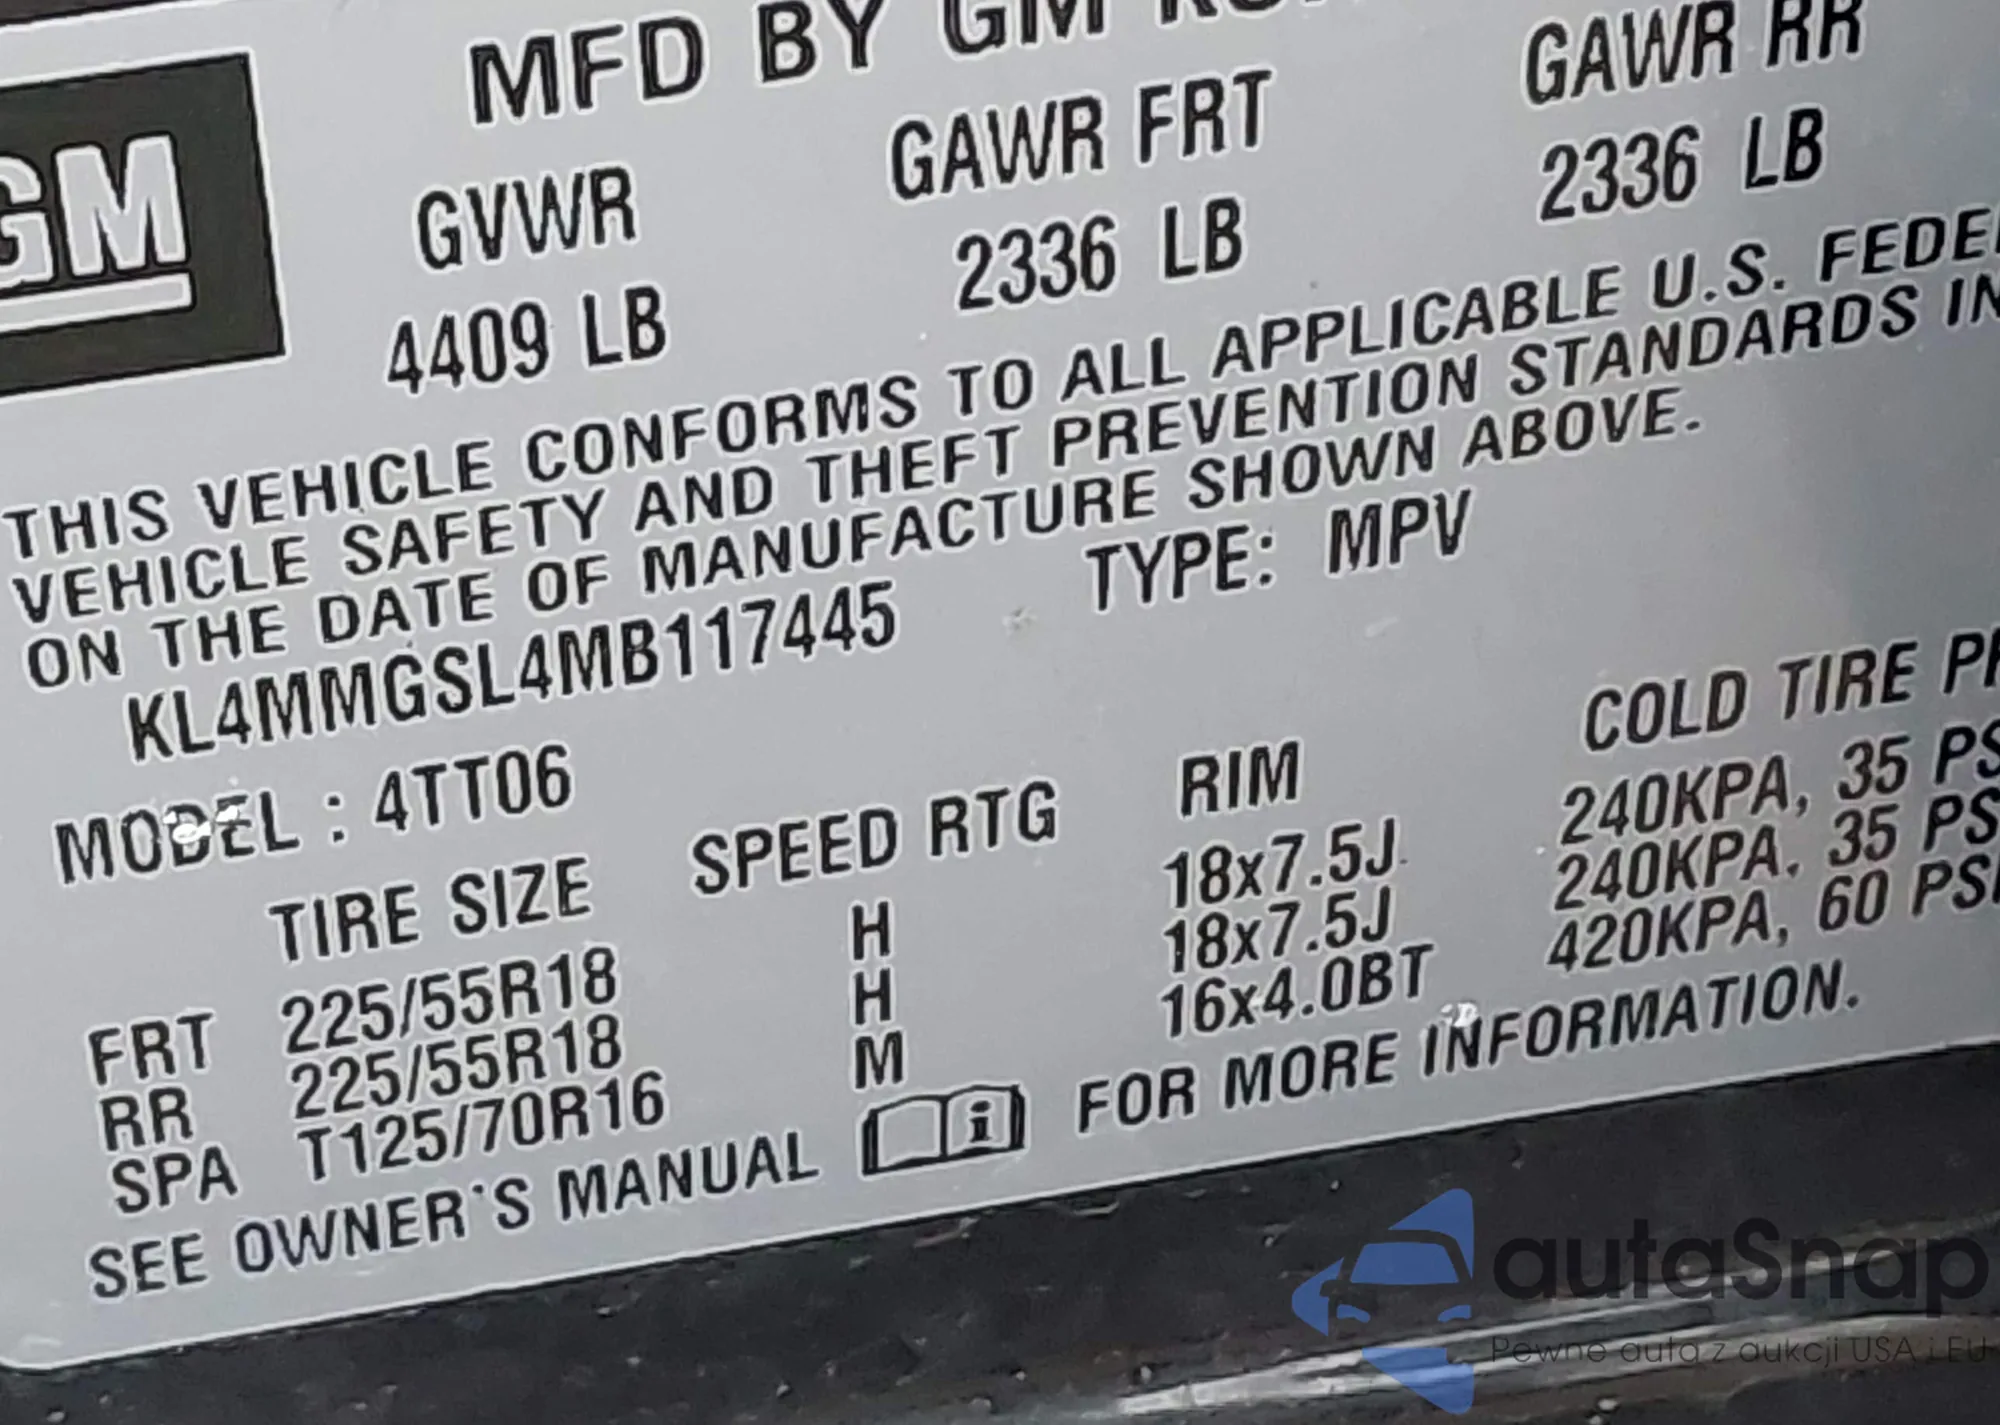 MFD BY GM
GM
GVWR GAWR FRT GAWR RR
4409 LB 2336 LB 2336 LB
THIS VEHICLE CONFORMS TO ALL APPLICABLE U.S.
VEHICLE SAFETY AND THEFT PREVENTION STANDARDS IN
ON THE DATE OF MANUFACTURE SHOWN ABOVE.
KL4MMGSL4MB117445 TYPE: MPV
MODEL : 4TT06
TIRE SIZE SPEED RTG RIM COLD TIRE
FRT 225/55R18 H 18x7.5J 240KPA, 35 PS
RR 225/55R18 H 18x7.5J 240KPA, 35 PS
SPA T125/70R16 M 16x4.0BT 420KPA, 60 PSI
SEE OWNER'S MANUAL i FOR MORE INFORMATION.
autaSnap
Pewne auta z aukcji USA i EU